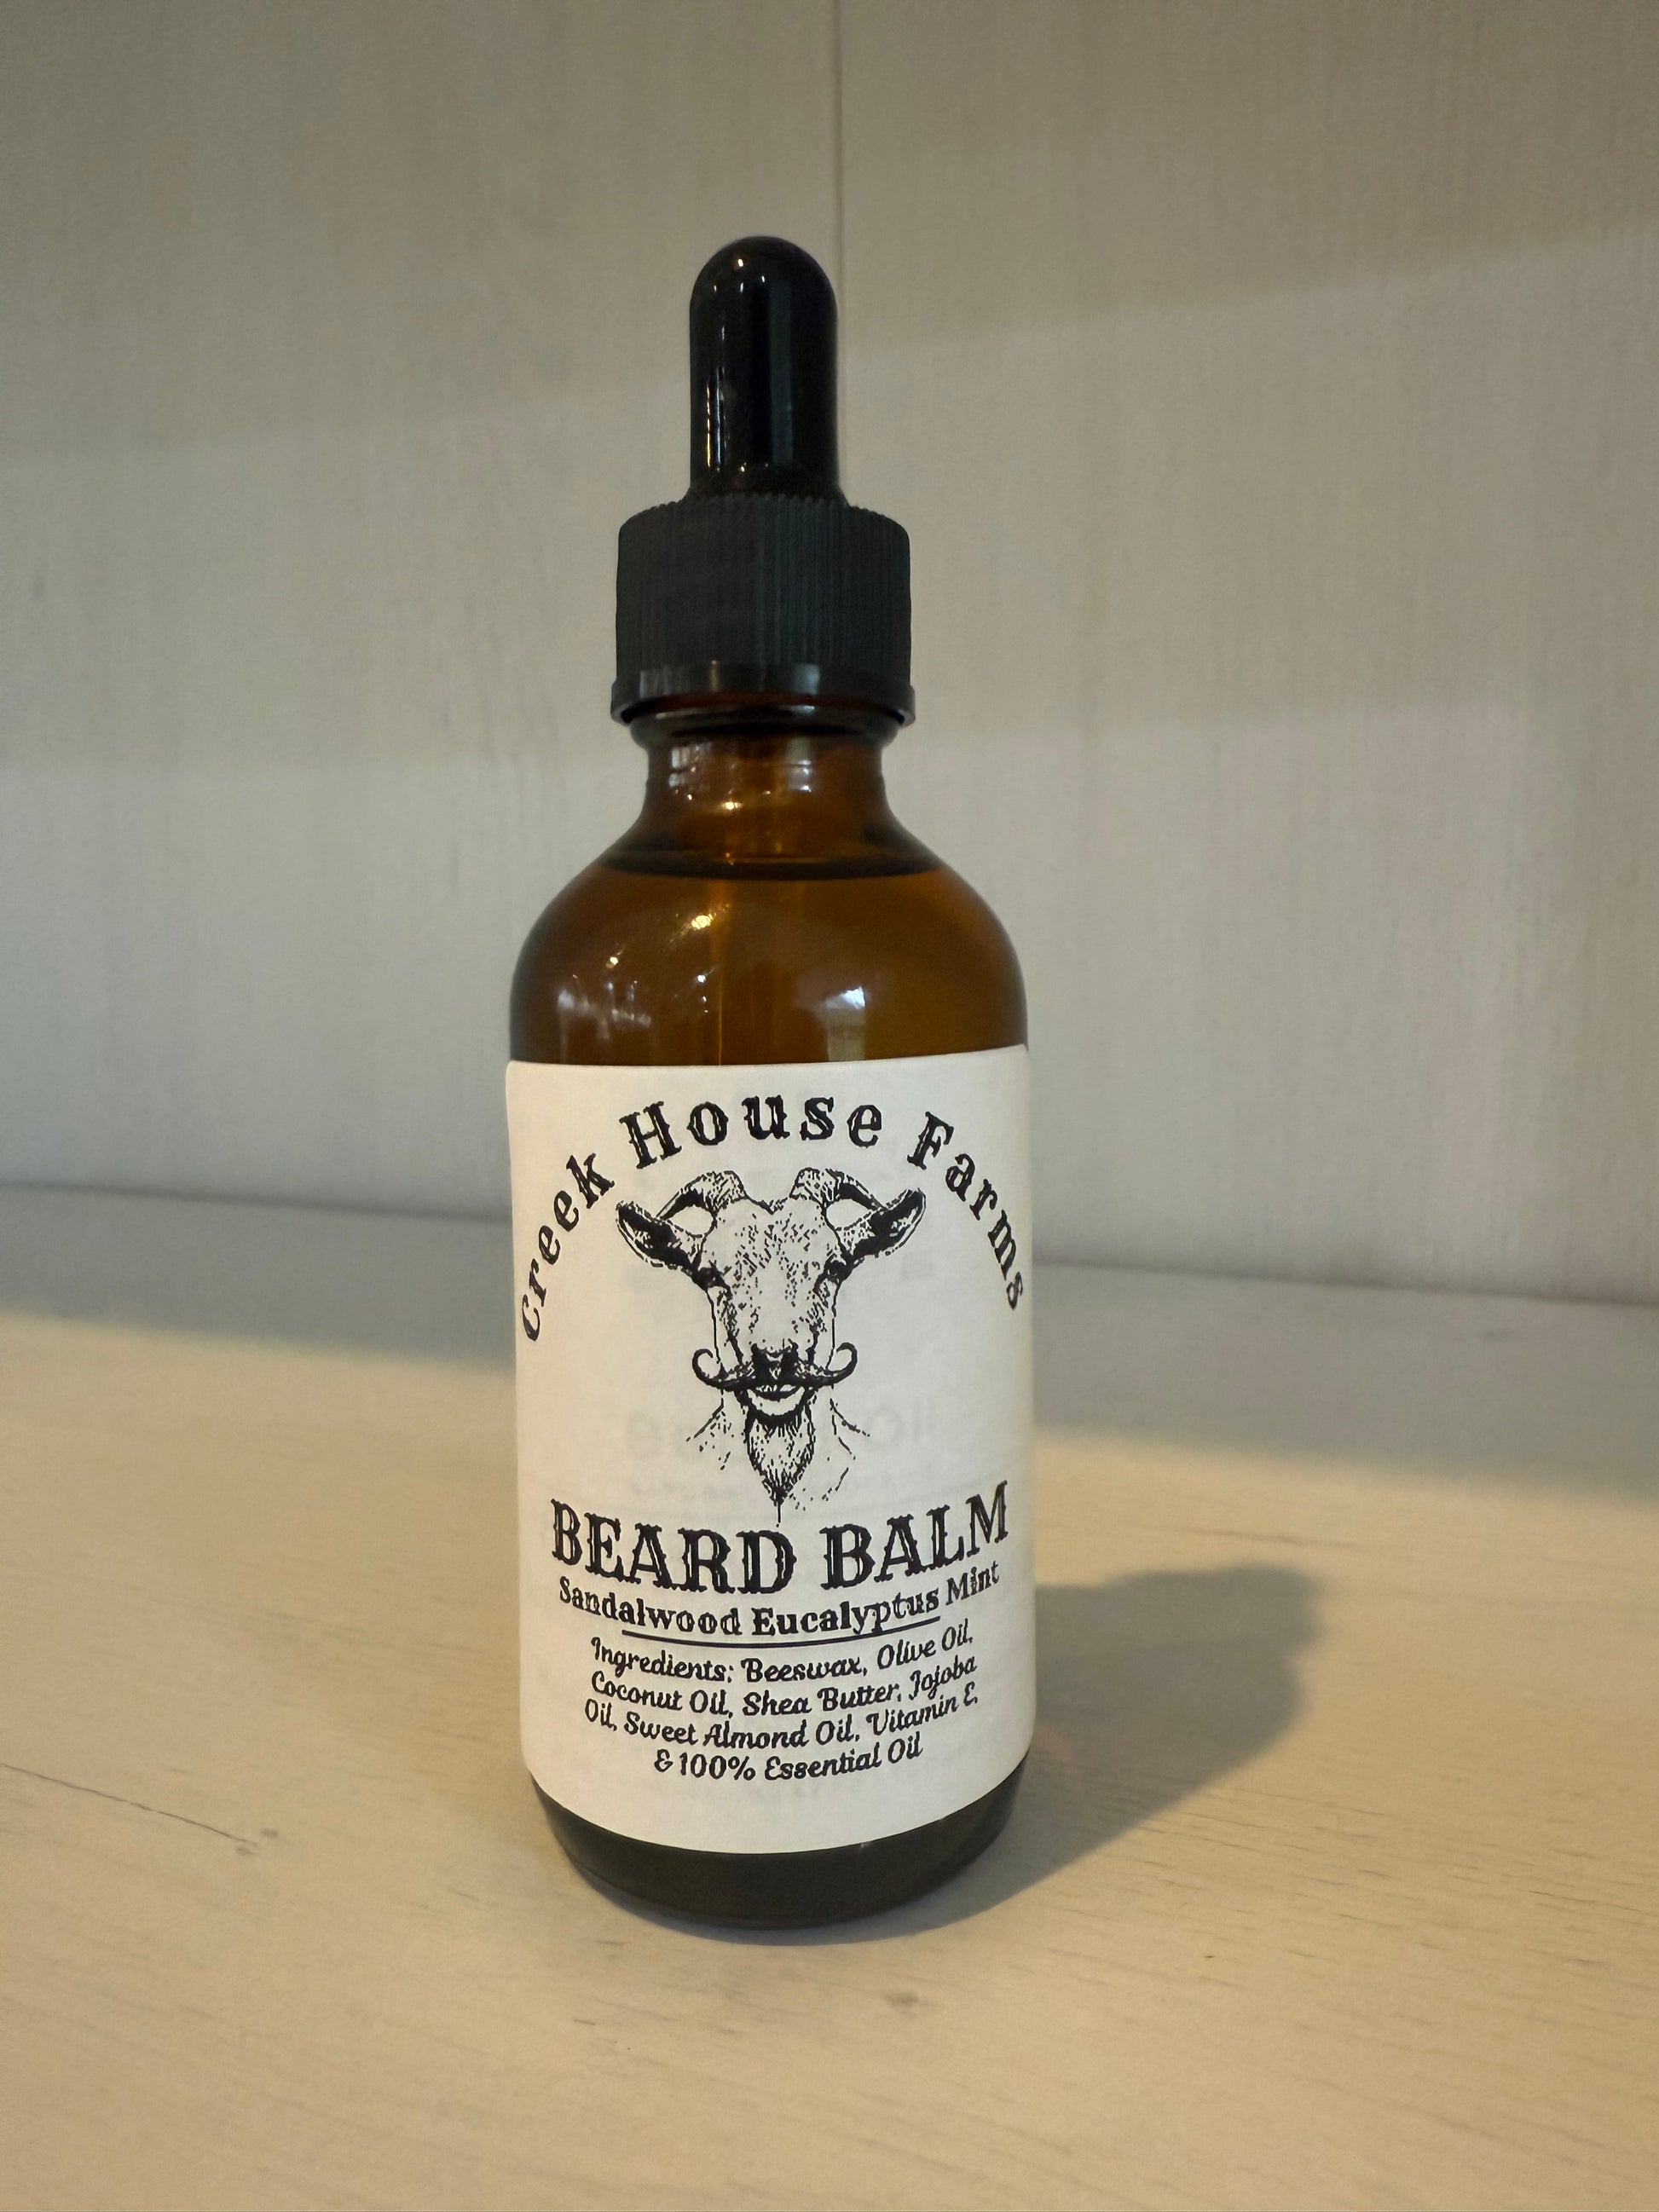 Creek House Farms
BEARD BALM
Sandalwood Eucalyptus Mint
Ingredients: Beeswax, Olive Oil,
Coconut Oil, Shea Butter, Jojoba
Oil, Sweet Almond Oil, Vitamin E,
& 100% Essential Oil